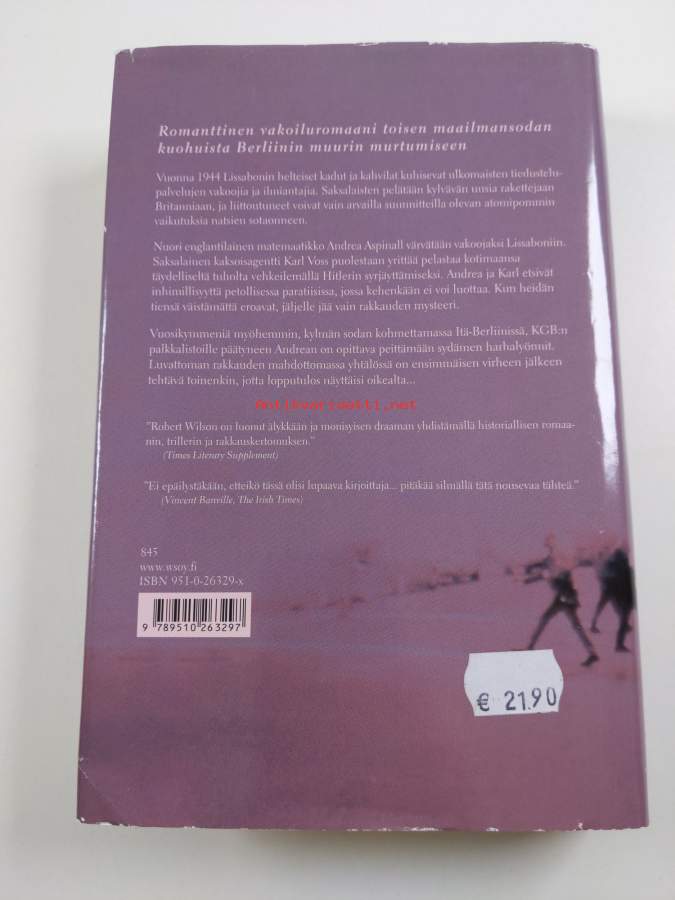 Romanttinen vakoiluromaani toisen maailmansodan
kuohuista Berliinin muurin murtumiseen
Vuonna 1944 Lissabonin helteiset kadut ja kahvilat kuhisevat ulkomaisten tiedustelu-
palvelujen vakoojia ja ilmiantajia. Saksalaisten pelätään kylvävän uusia rakettejaan
Britanniaan, ja liittoutuneet voivat vain arvailla suunnitteilla olevan atomipommin
vaikutuksia natsien sotaonneen.
Nuori englantilainen matemaatikko Andrea Aspinall värvätään vakoojaksi Lissaboniin.
Saksalainen kaksoisagentti Karl Voss puolestaan yrittää pelastaa kotimaansa
täydelliseltä tuholta vehkeilemällä Hitlerin syrjäyttämiseksi. Andrea ja Karl etsivät
inhimillisyyttä petollisessa paratiisissa, jossa kehenkään ei voi luottaa. Kun heidän
tiensä väistämättä eroavat, jäljelle jää vain rakkauden mysteeri.
Vuosikymmeniä myöhemmin, kylmän sodan kohmettamassa Itä-Berliinissä, KGB:n
palkkalistoille päätyneen Andrean on opittava peittämään sydämen harhalyönnit.
Luvattoman rakkauden mahdottomassa yhtälössä on ensimmäisen virheen jälkeen
tehtävä toinenkin, jotta lopputulos näyttäisi oikealta...
Antikvariaatti.net
"Robert Wilson on luonut älykkään ja monisyisen draaman yhdistämällä historiallisen romaa-
nin, trillerin ja rakkauskertomuksen."
(Times Literary Supplement)
"Ei epäilystäkään, etteikö tässä olisi lupaava kirjoittaja... pitäkää silmällä tätä nousevaa tähteä."
(Vincent Banville, The Irish Times)
845
www.wsoy.fi
ISBN 951-0-26329-x
9 789510 263297
€ 21.90